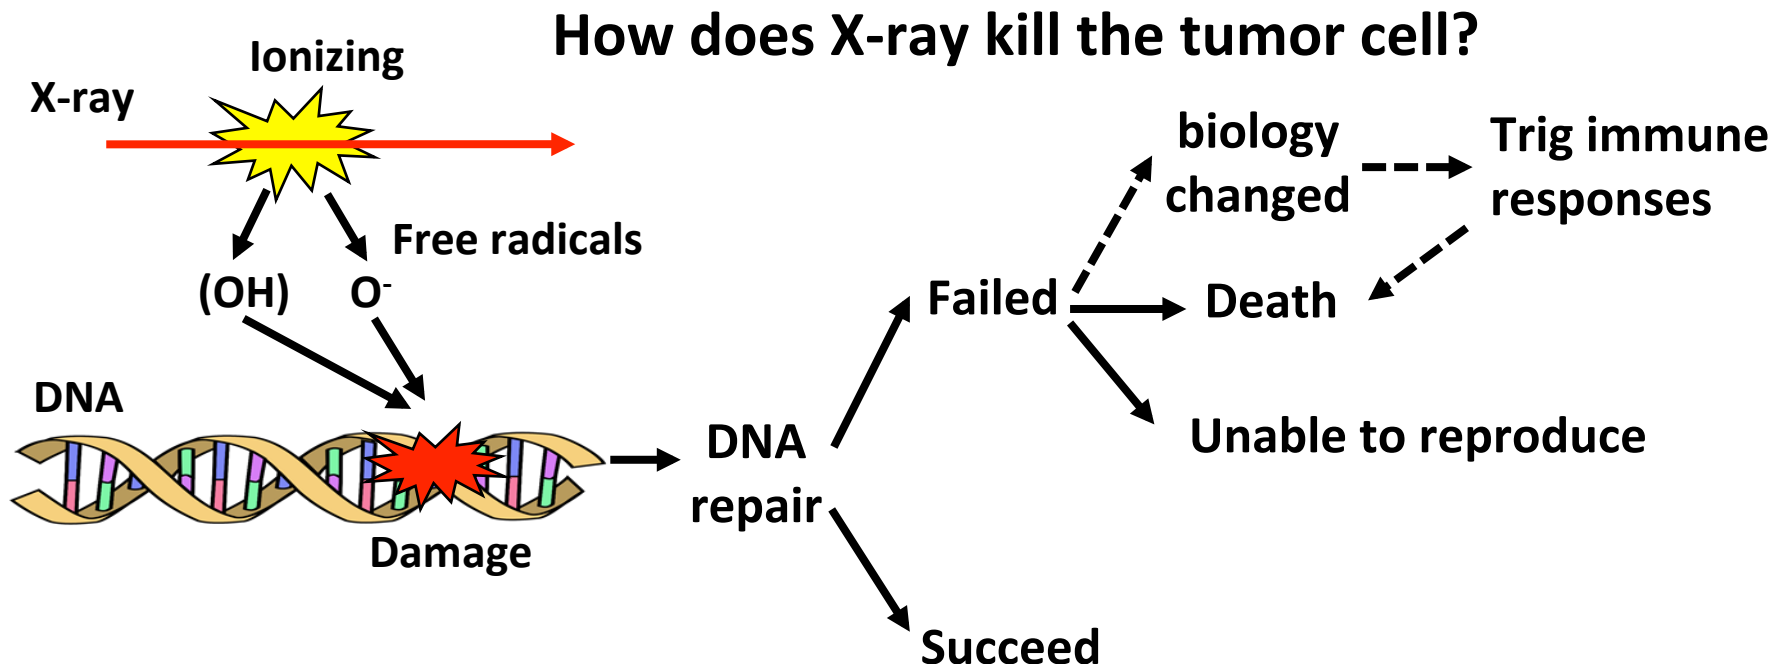 How does X-ray kill the tumor cell?
Ionizing
X-ray
Free radicals
(OH)
O-
DNA
Damage
DNA
repair
Failed
Succeed
biology
changed
Trig immune
responses
Death
Unable to reproduce